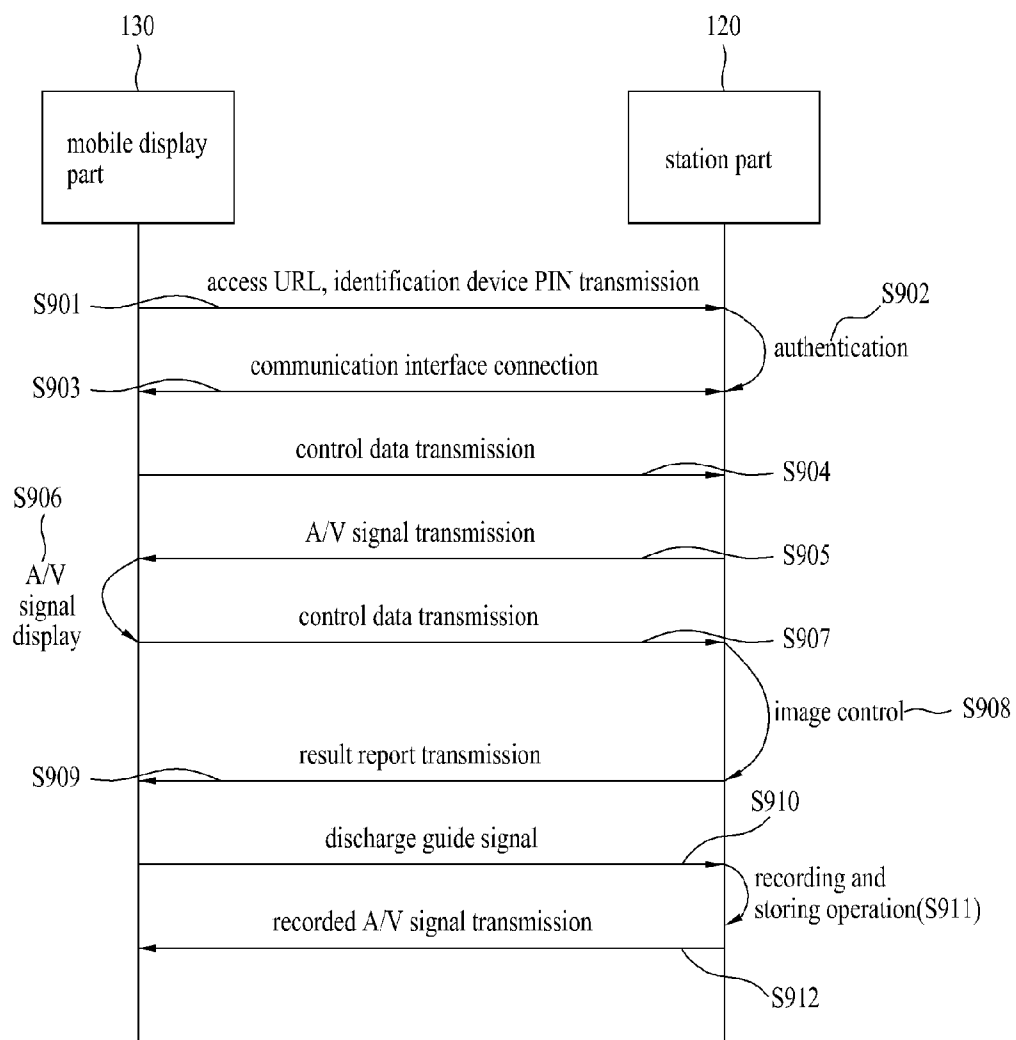 130
120
mobile display
part
station part
access URL, identification device PIN transmission
S901
S902
authentication
communication interface connection
S903
control data transmission
S904
S906
A/V signal transmission
S905
A/V
signal
display
control data transmission
S907
image control
S908
result report transmission
S909
S910
discharge guide signal
recording and
storing operation(S911)
recorded A/V signal transmission
S912